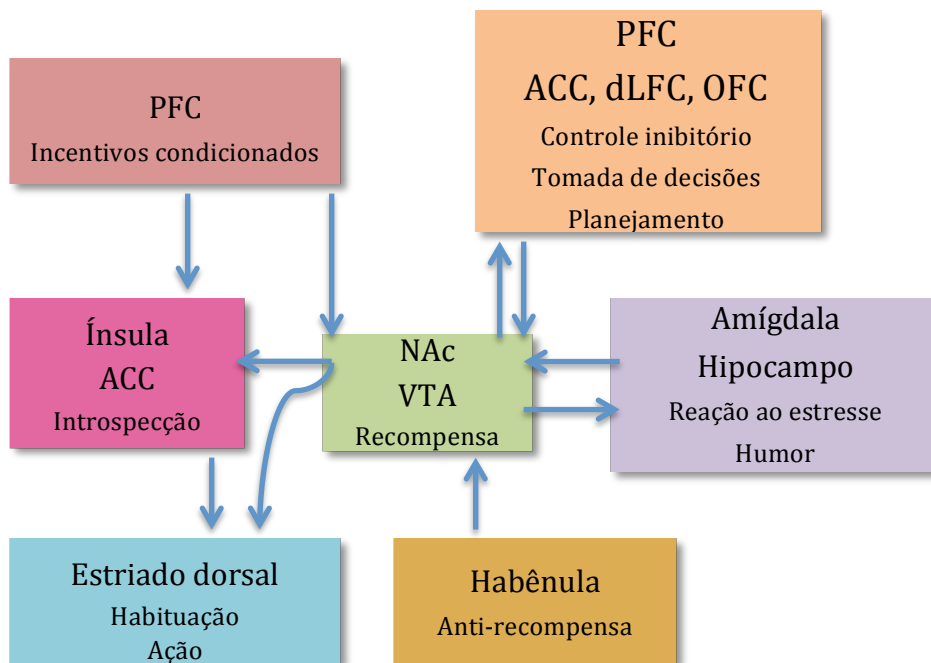 PFC
Incentivos condicionados
PFC
ACC, dLFC, OFC
Controle inibitório
Tomada de decisões
Planejamento
Ínsula
ACC
Introspecção
NAc
VTA
Recompensa
Amígdala
Hipocampo
Reação ao estresse
Humor
Estriado dorsal
Habituação
Ação
Habênula
Anti-recompensa